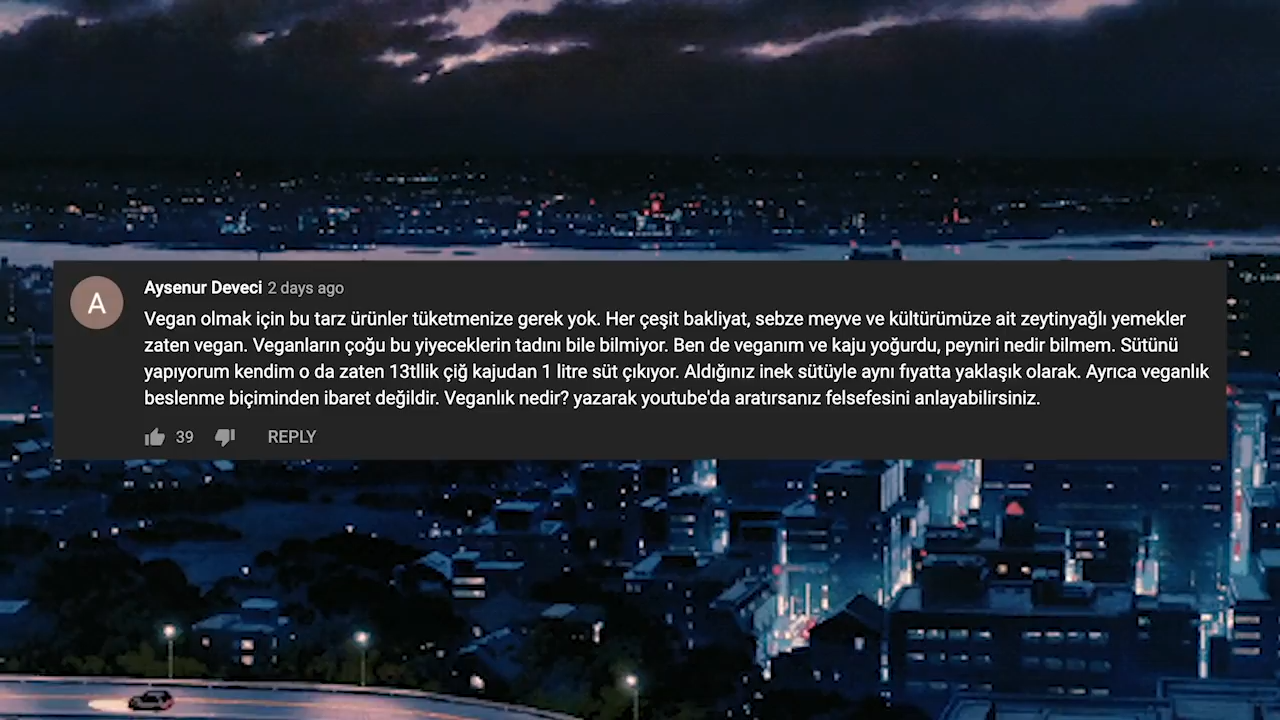 A
Aysenur Deveci 2 days ago
Vegan olmak için bu tarz ürünler tüketmenize gerek yok. Her çeşit bakliyat, sebze meyve ve kültürümüze ait zeytinyağlı yemekler
zaten vegan. Veganların çoğu bu yiyeceklerin tadını bile bilmiyor. Ben de veganım ve kaju yoğurdu, peyniri nedir bilmem. Sütünü
yapıyorum kendim o da zaten 13tllik çiğ kajudan 1 litre süt çıkıyor. Aldığınız inek sütüyle aynı fiyatta yaklaşık olarak. Ayrıca veganlık
beslenme biçiminden ibaret değildir. Veganlık nedir? yazarak youtube'da aratırsanız felsefesini anlayabilirsiniz.
39 REPLY